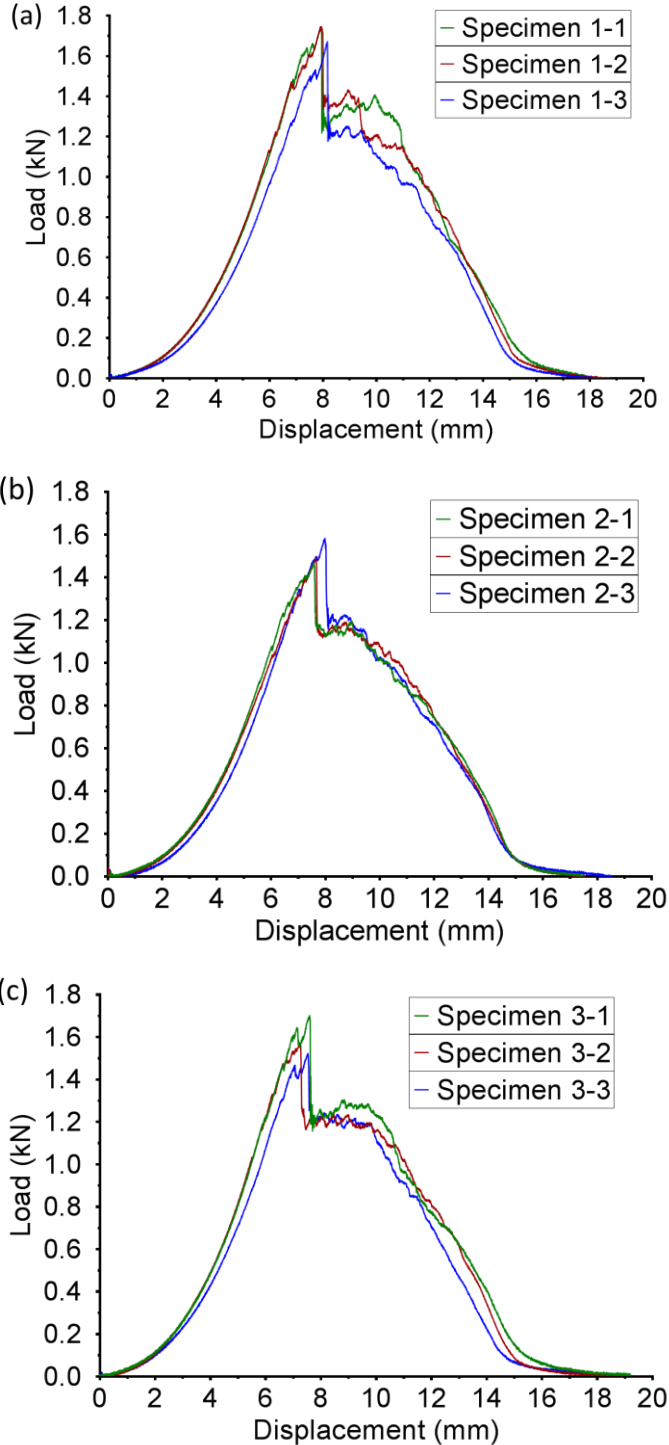 (a)
1.8
1.6
1.4
1.2
1.0
0.8
0.6
0.4
0.2
0.0
Load (kN)
Specimen 1-1
Specimen 1-2
Specimen 1-3
0 2 4 6 8 10 12 14 16 18 20
Displacement (mm)
(b)
1.8
1.6
1.4
1.2
1.0
0.8
0.6
0.4
0.2
0.0
Load (kN)
Specimen 2-1
Specimen 2-2
Specimen 2-3
0 2 4 6 8 10 12 14 16 18 20
Displacement (mm)
(c)
1.8
1.6
1.4
1.2
1.0
0.8
0.6
0.4
0.2
0.0
Load (kN)
Specimen 3-1
Specimen 3-2
Specimen 3-3
0 2 4 6 8 10 12 14 16 18 20
Displacement (mm)